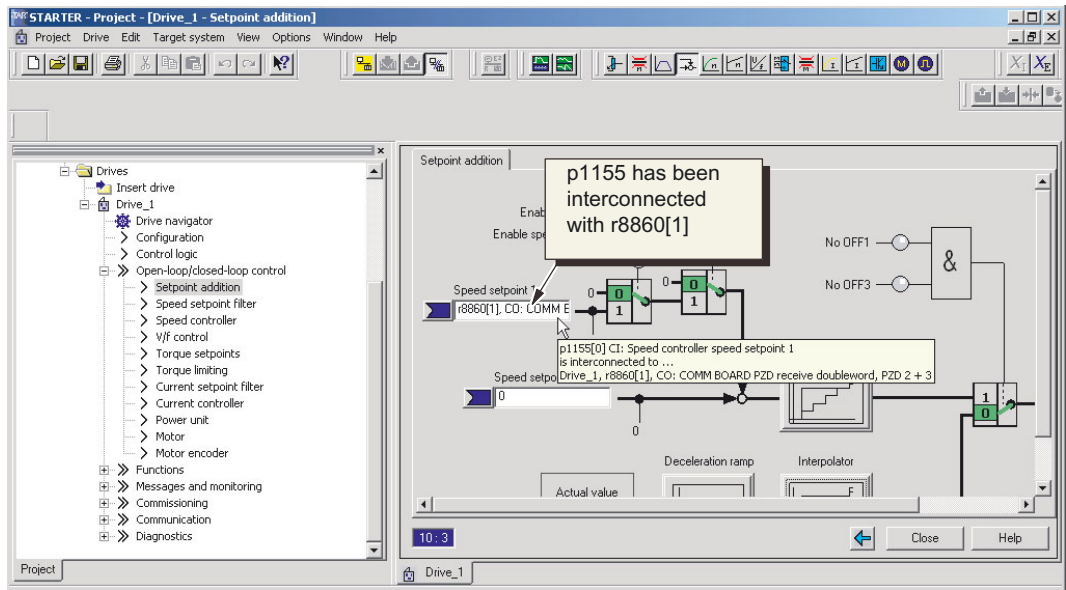 STARTER - Project - [Drive_1 - Setpoint addition]
Project Drive Edit Target system View Options Window Help
Drives
Insert drive
Drive_1
Drive navigator
Configuration
Control logic
Open-loop/closed-loop control
Setpoint addition
Speed setpoint filter
Speed controller
V/f control
Torque setpoints
Torque limiting
Current setpoint filter
Current controller
Power unit
Motor
Motor encoder
Functions
Messages and monitoring
Commissioning
Communication
Diagnostics
Project
Setpoint addition
p1155 has been
interconnected
with r8860[1]
Enab
Enable spe
No OFF1
&
No OFF3
Speed setpoint 1
r8860[1], CO: COMM B
0
0
1
0
0
1
p1155[0] CI: Speed controller speed setpoint 1
is interconnected to ...
Drive_1, r8860[1], CO: COMM BOARD PZD receive doubleword, PZD 2 + 3
Speed setpo
0
0
1
0
Deceleration ramp
Interpolator
Actual value
F
10 : 3
Close
Help
Drive_1